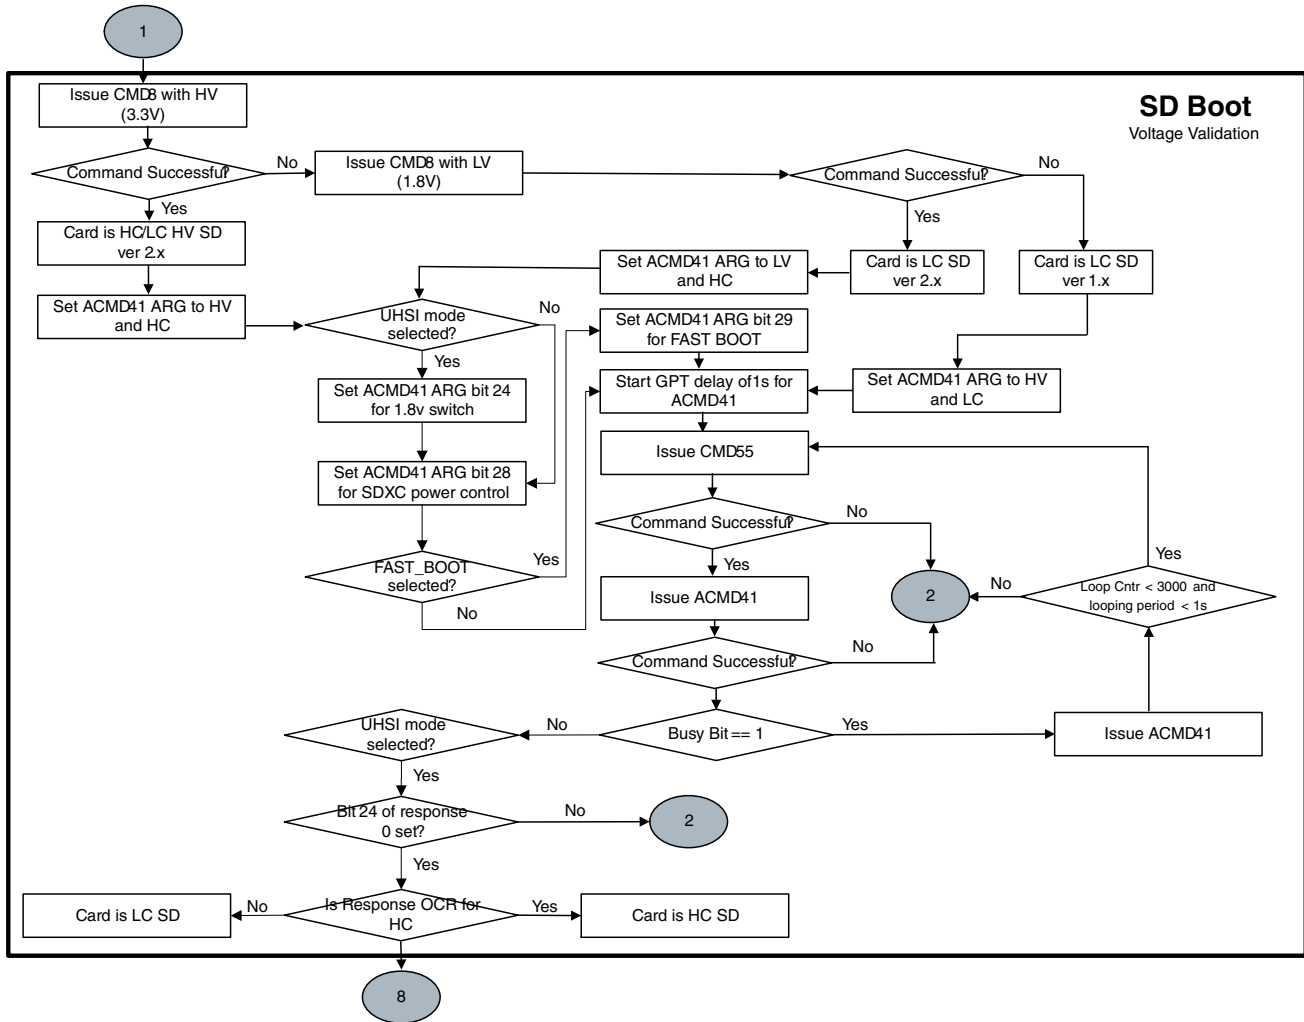 1
SD Boot
Voltage Validation
Issue CMD8 with HV
(3.3V)
Command Successful?
No
Issue CMD8 with LV
(1.8V)
Command Successful?
No
Yes
Yes
Card is HC/LC HV SD
ver 2.x
Set ACMD41 ARG to LV
and HC
Card is LC SD
ver 2.x
Card is LC SD
ver 1.x
Set ACMD41 ARG to HV
and HC
UHSI mode
selected?
No
Yes
Set ACMD41 ARG bit 29
for FAST BOOT
Set ACMD41 ARG bit 24
for 1.8v switch
Start GPT delay of1s for
ACMD41
Set ACMD41 ARG to HV
and LC
Issue CMD55
Set ACMD41 ARG bit 28
for SDXC power control
Command Successful?
No
Yes
FAST_BOOT
selected?
Yes
No
Issue ACMD41
2
No
Yes
Loop Cntr < 3000 and
looping period < 1s
Command Successful?
No
UHSI mode
selected?
No
Busy Bit == 1
Yes
Issue ACMD41
Yes
Bit 24 of response
0 set?
No
2
Yes
Card is LC SD
No
Is Response OCR for
HC
Yes
Card is HC SD
8